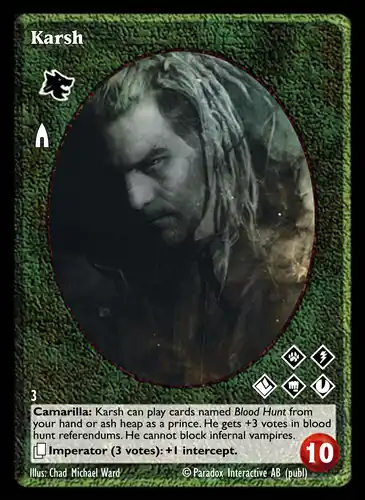 Karsh
3
Camarilla: Karsh can play cards named Blood Hunt from
your hand or ash heap as a prince. He gets +3 votes in blood
hunt referendums. He cannot block infernal vampires.
Imperator (3 votes): +1 intercept.
10
Illus: Chad Michael Ward © Paradox Interactive AB (publ)